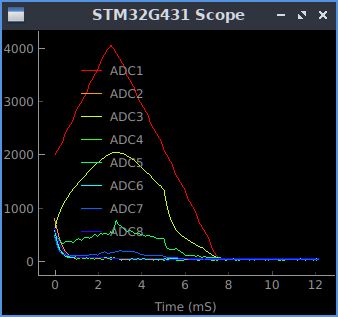 STM32G431 Scope
4000
3000
2000
1000
0
ADC1
ADC2
ADC3
ADC4
ADC5
ADC6
ADC7
ADC8
0 2 4 6 8 10 12
Time (mS)